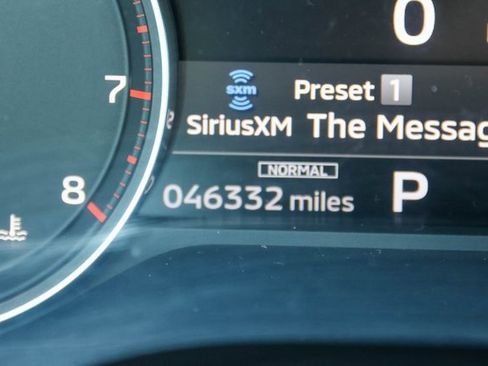 0
7
sxm
Preset 1
SiriusXM The Messag
NORMAL
8
046332 miles
P